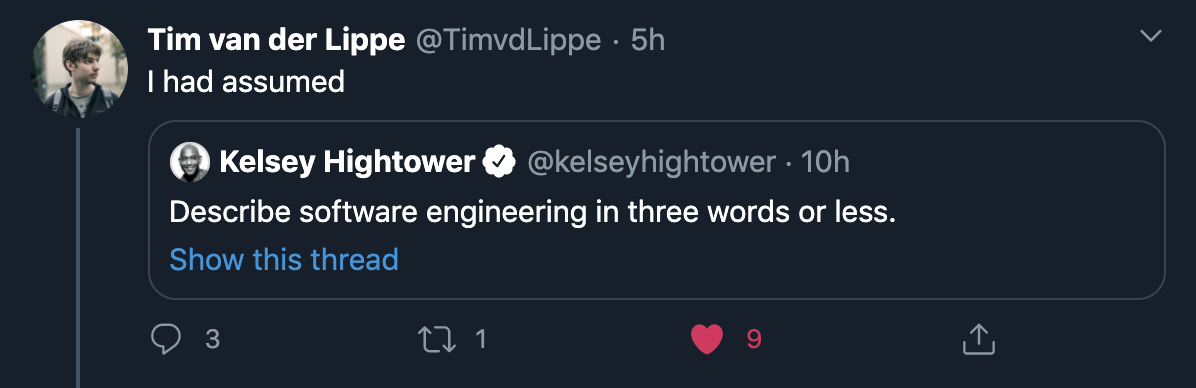 Tim van der Lippe @TimvdLippe · 5h
I had assumed
Kelsey Hightower @kelseyhightower · 10h
Describe software engineering in three words or less.
Show this thread
3 1 9